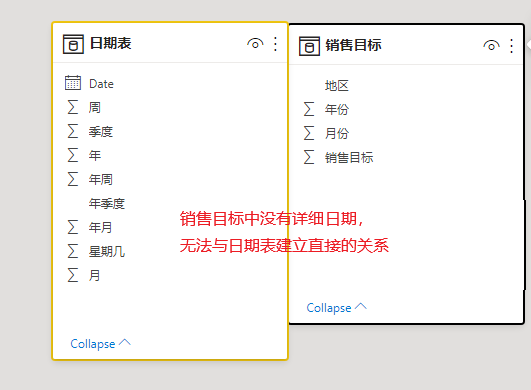 日期表
Date
周
季度
年
年周
年季度
年月
星期几
月
Collapse
销售目标
地区
年份
月份
销售目标
Collapse
销售目标中没有详细日期，
无法与日期表建立直接的关系